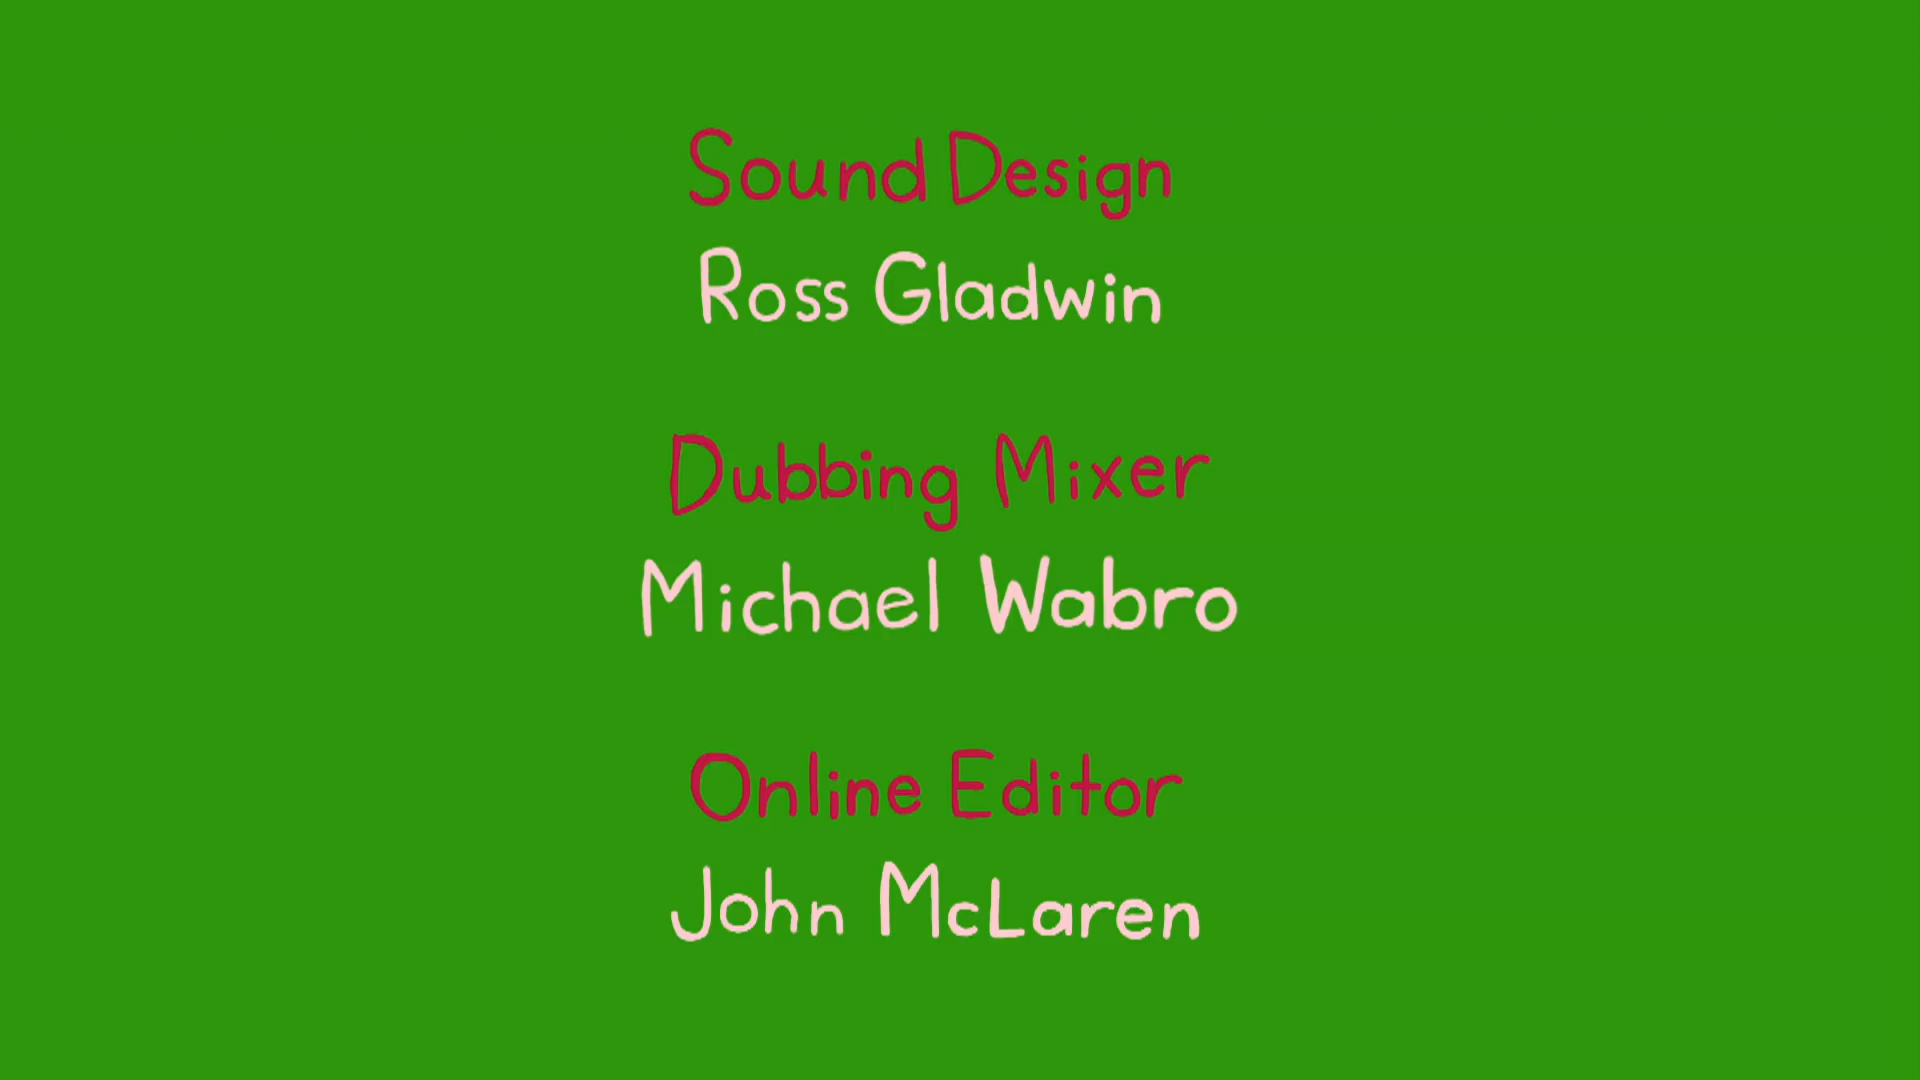 Sound Design
Ross Gladwin
Dubbing Mixer
Michael Wabro
Online Editor
John McLaren